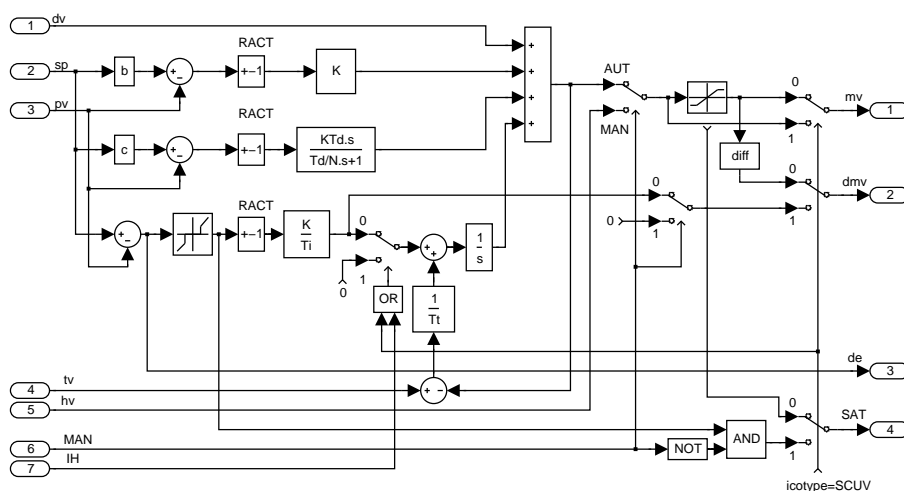 1 dv
RACT
2 sp b + − +−1 K
3 pv
RACT
c + − +−1 KTd.s
Td/N.s+1
+
+
+
+
AUT
MAN
0
mv
1
1
diff
0
dmv
2
1
0
0
1
RACT
+ − +−1 K
Ti
0
1
0
+ +
1
s
OR
1
Tt
de
3
4 tv + −
5 hv
0
SAT
4
1
6 MAN
NOT AND
7 IH
icotype=SCUV